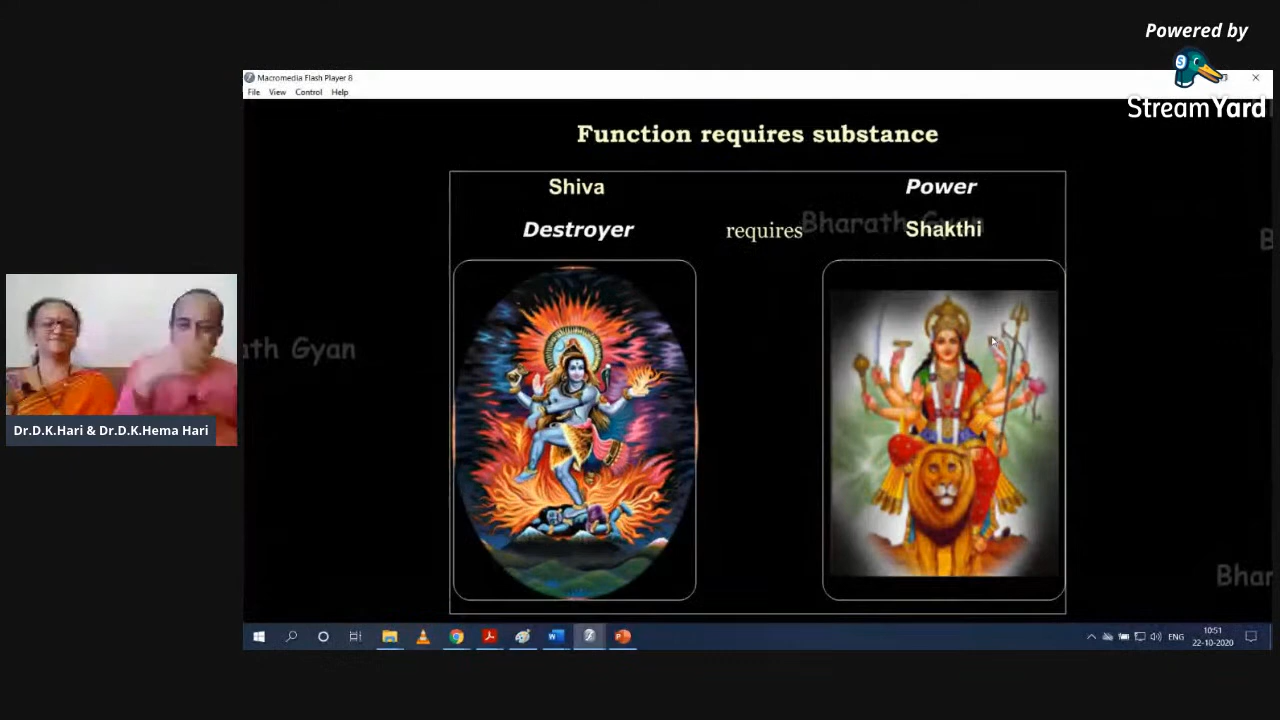 Powered by
StreamYard
Macromedia Flash Player 8
File View Control Help
Function requires substance
Shiva Power
Bharath Gyan
Destroyer requires Shakthi
ath Gyan
Dr.D.K.Hari & Dr.D.K.Hema Hari
Bhar
ENG
10:51
22-10-2020